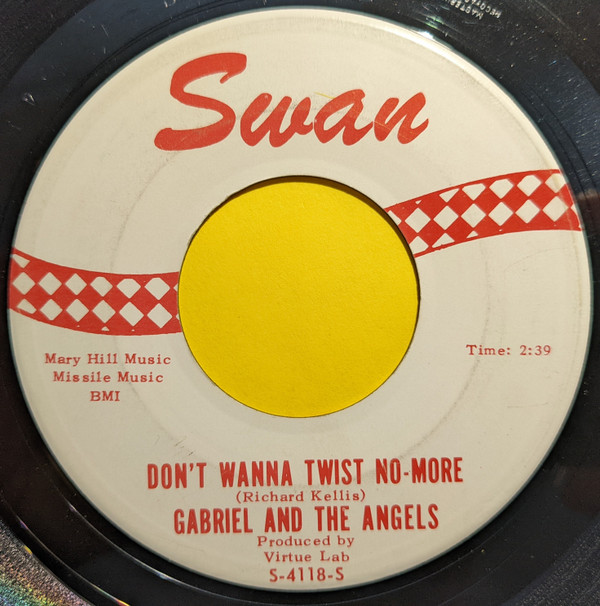 Swan
Mary Hill Music
Missile Music
BMI
Time: 2:39
DON'T WANNA TWIST NO-MORE
(Richard Kellis)
GABRIEL AND THE ANGELS
Produced by
Virtue Lab
S-4118-S